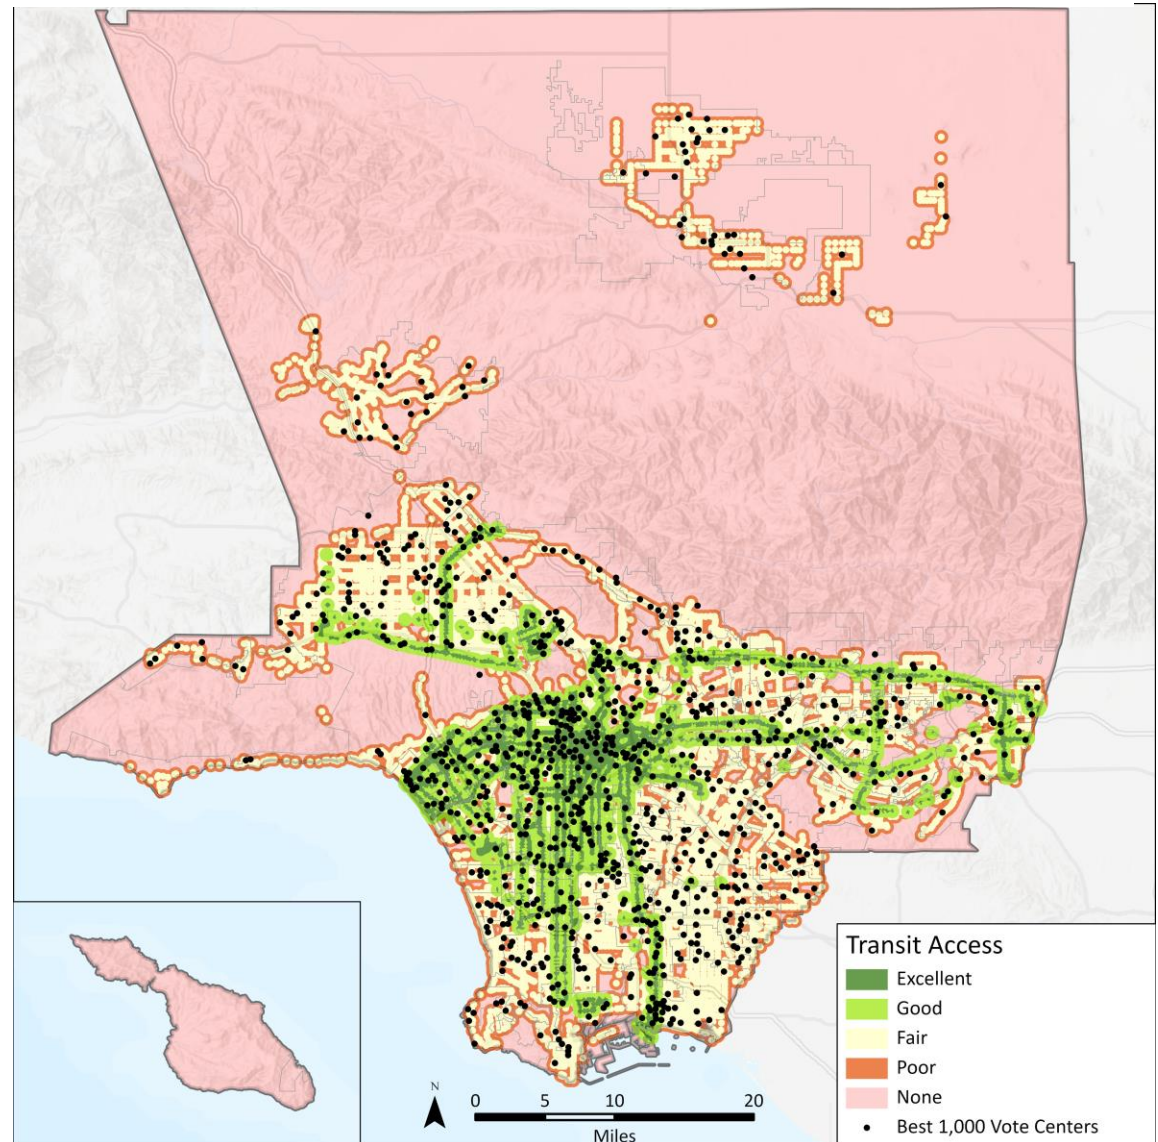 Transit Access
Excellent
Good
Fair
Poor
None
Best 1,000 Vote Centers
N
0 5 10 20
Miles